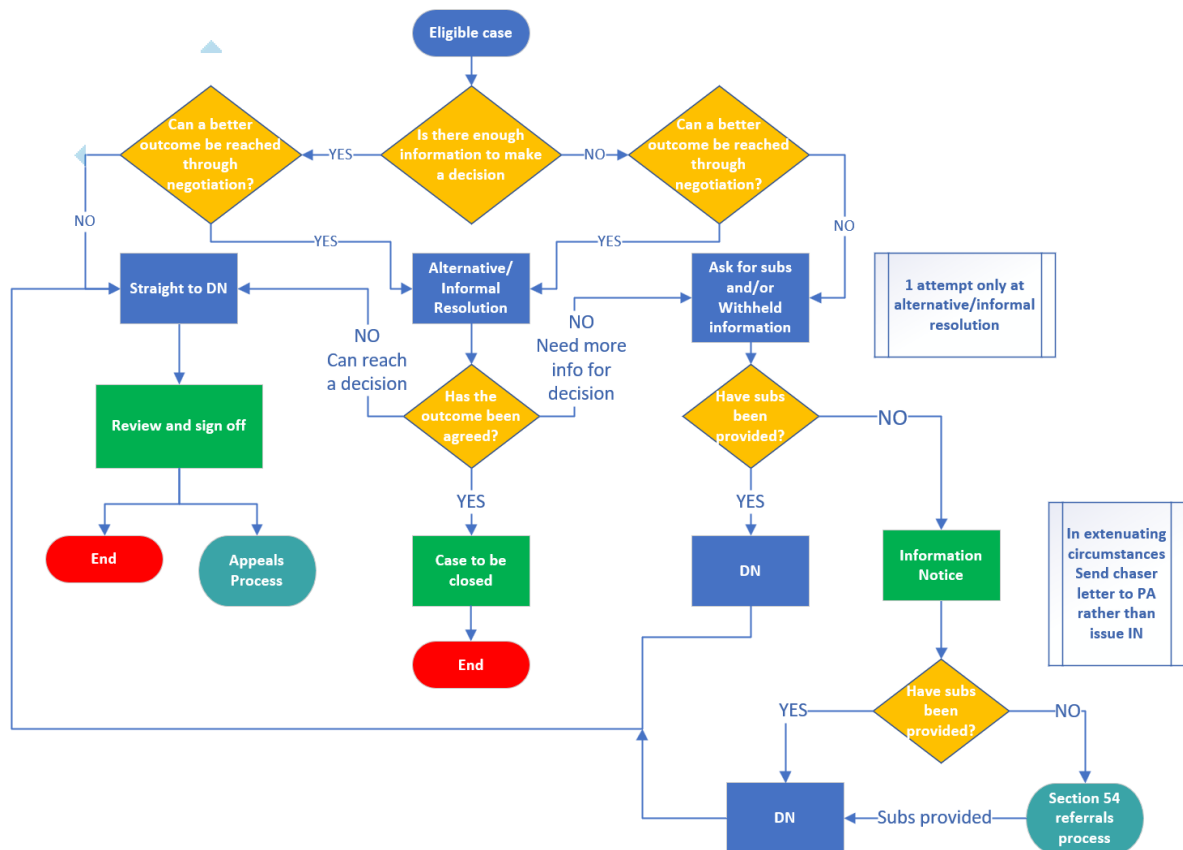 Eligible case
Can a better
outcome be reached
through
negotiation?
Is there enough
information to make
a decision
Can a better
outcome be reached
through
negotiation?
YES
NO
NO
NO
YES
YES
Straight to DN
Alternative/
Informal
Resolution
Ask for subs
and/or
Withheld
information
1 attempt only at
alternative/informal
resolution
NO
Can reach
a decision
NO
Need more
info for
decision
Review and sign off
Has the
outcome been
agreed?
Have subs
been
provided?
NO
YES
YES
End
Appeals
Process
Case to be
closed
DN
Information
Notice
In extenuating
circumstances
Send chaser
letter to PA
rather than
issue IN
End
Have subs
been
provided?
YES
NO
DN
Subs provided
Section 54
referrals
process